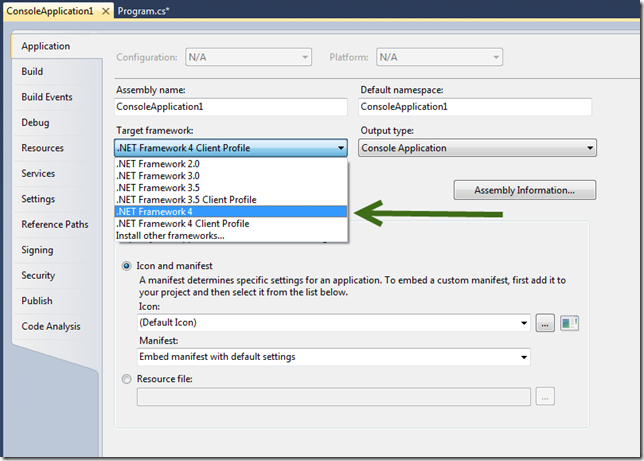 ConsoleApplication1 Program.cs*
Application
Build
Build Events
Debug
Resources
Services
Settings
Reference Paths
Signing
Security
Publish
Code Analysis
Configuration: N/A Platform: N/A
Assembly name: Default namespace:
ConsoleApplication1 ConsoleApplication1
Target framework: Output type:
.NET Framework 4 Client Profile Console Application
.NET Framework 2.0
.NET Framework 3.0
.NET Framework 3.5
.NET Framework 3.5 Client Profile
.NET Framework 4
.NET Framework 4 Client Profile
Install other frameworks...
Assembly Information...
Icon and manifest
A manifest determines specific settings for an application. To embed a custom manifest, first add it to
your project and then select it from the list below.
Icon:
(Default Icon) ...
Manifest:
Embed manifest with default settings
Resource file:
...